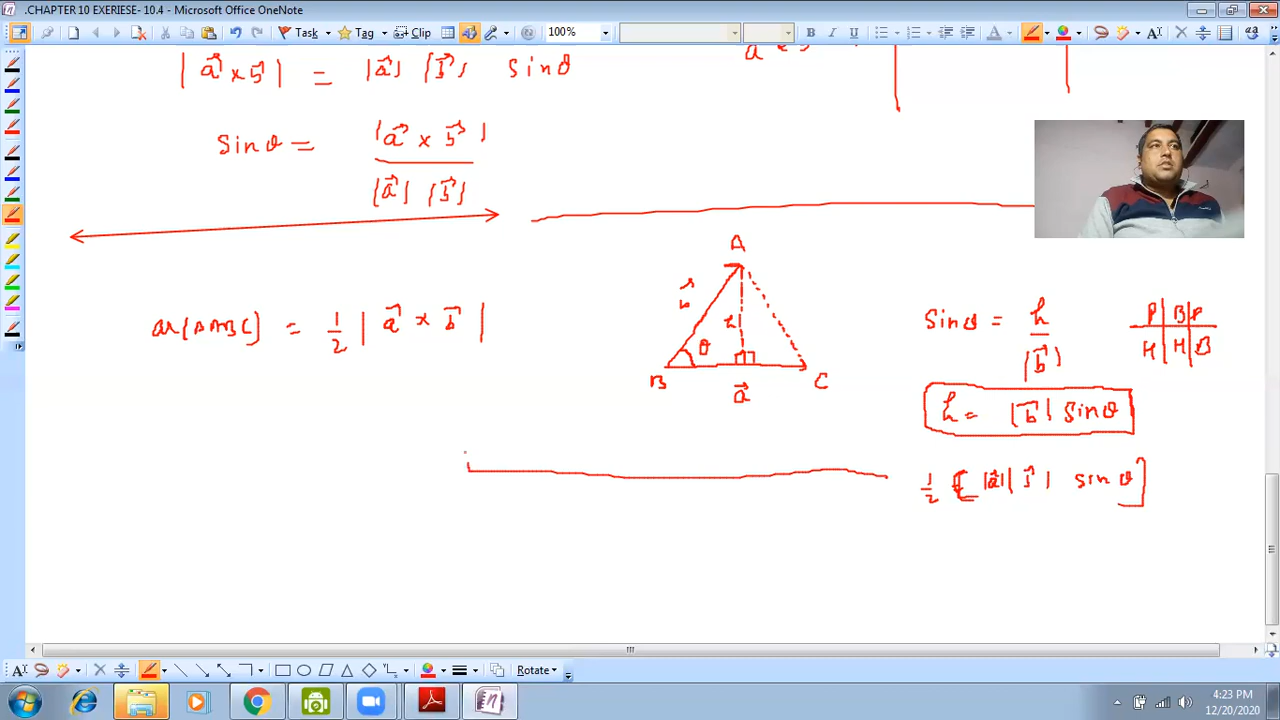 .CHAPTER 10 EXERIESE- 10.4 - Microsoft Office OneNote
Task Tag Clip 100% B I U A
|a⃗ × b⃗| = |a⃗| |b⃗| sinθ
sinθ = |a⃗ × b⃗| / |a⃗| |b⃗|
A
ar(ΔABC) = 1/2 | a⃗ × b⃗ |
b⃗
h
θ
B
C
a⃗
sinθ = h / |b⃗|
P B P
H H B
h = |b⃗| sinθ
1/2 [ |a⃗| |b⃗| sinθ ]
A Rotate
4:23 PM
12/20/2020